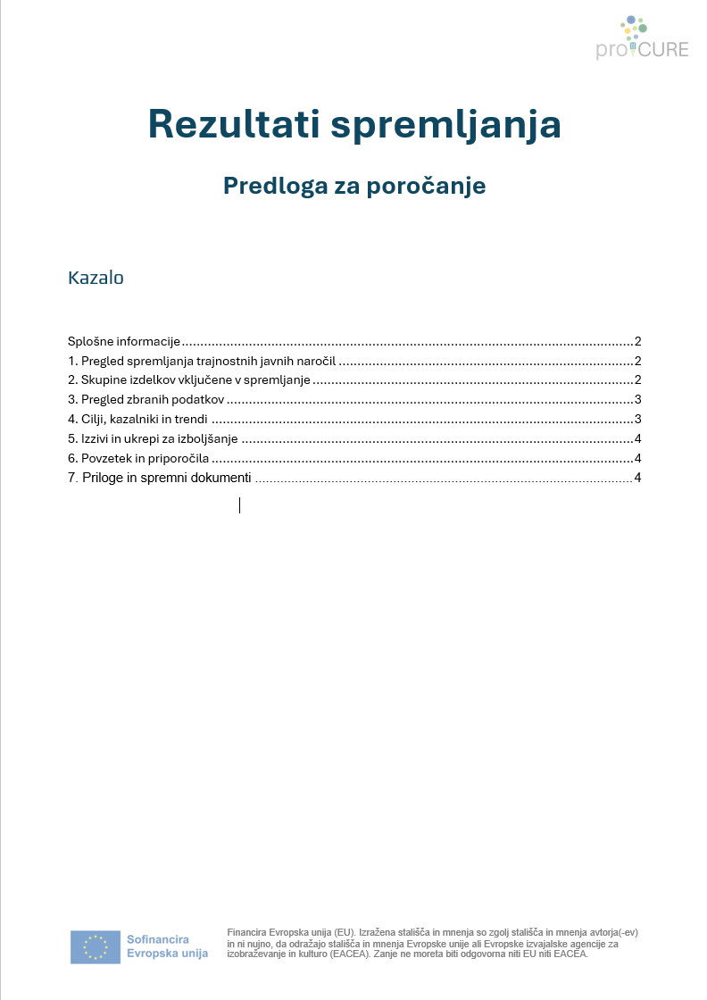 pro CURE
Rezultati spremljanja
Predloga za poročanje
Kazalo
Splošne informacije 2
1. Pregled spremljanja trajnostnih javnih naročil 2
2. Skupine izdelkov vključene v spremljanje 2
3. Pregled zbranih podatkov 3
4. Cilji, kazalniki in trendi 3
5. Izzivi in ukrepi za izboljšanje 4
6. Povzetek in priporočila 4
7. Priloge in spremni dokumenti 4
Sofinancira
Evropska unija
Financira Evropska unija (EU). Izražena stališča in mnenja so zgolj stališča in mnenja avtorja(-ev)
in ni nujno, da odražajo stališča in mnenja Evropske unije ali Evropske izvajalske agencije za
izobraževanje in kulturo (EACEA). Zanje ne moreta biti odgovorna niti EU niti EACEA.